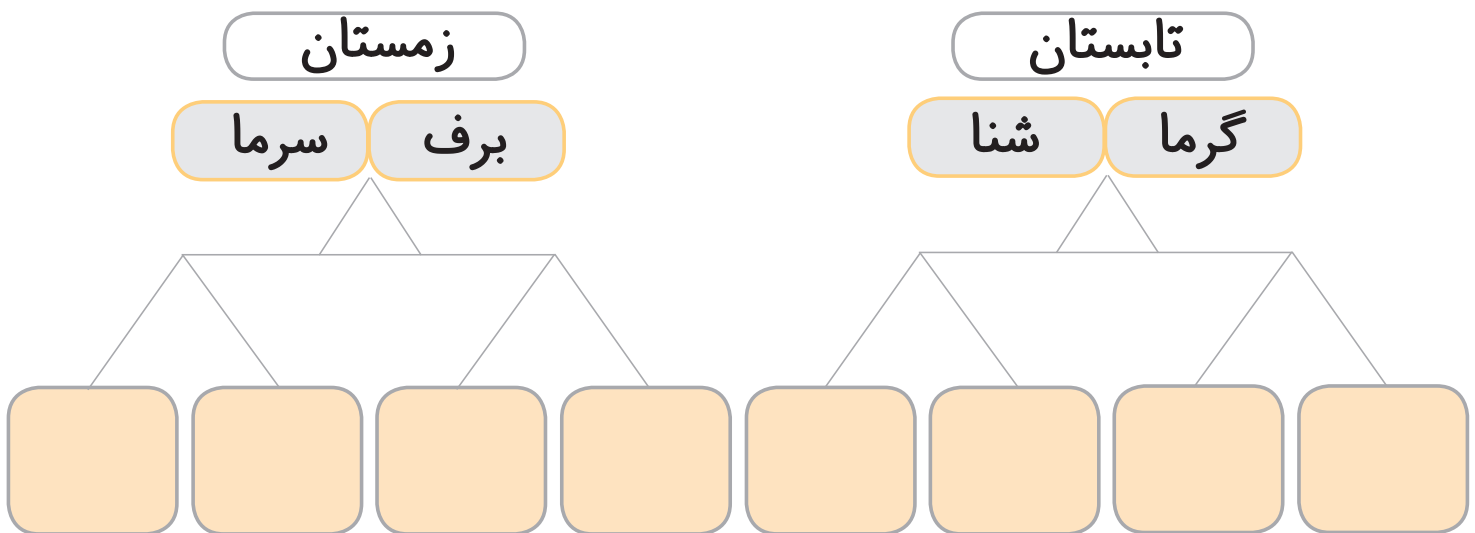 تابستان
گرما شنا
زمستان
برف سرما